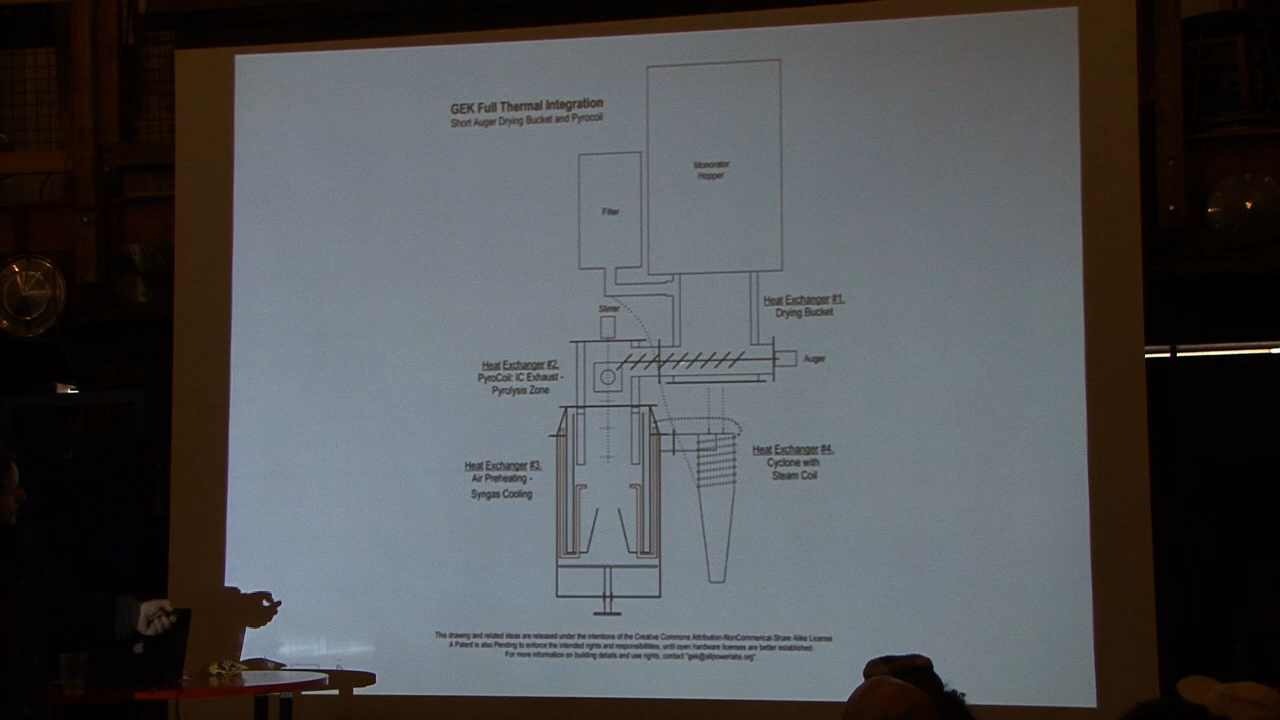 GEK Full Thermal Integration
Short Auger Drying Bucket and Pyrocoil
Monorator
Hopper
Filter
Heat Exchanger #1.
Drying Bucket
Stirrer
Auger
Heat Exchanger #2.
PyroCoil: IC Exhaust -
Pyrolysis Zone
Heat Exchanger #4.
Cyclone with
Steam Coil
Heat Exchanger #3.
Air Preheating -
Syngas Cooling
This drawing and related ideas are released under the intentions of the Creative Commons Attribution-NonCommerical-Share Alike License
A Patent is also Pending to enforce the intended rights and responsibilities, until open hardware licenses are better established.
For more information on building details and use rights, contact "gek@allpowerlabs.org".